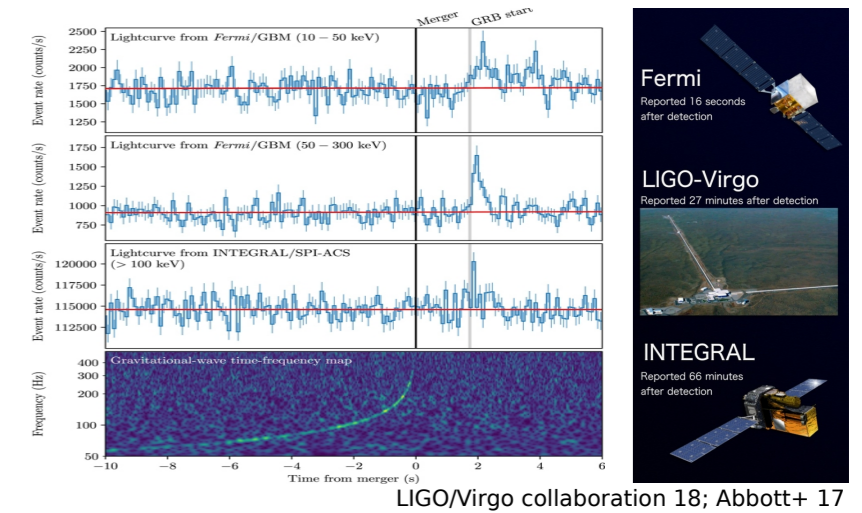 Merger
GRB start
Lightcurve from Fermi/GBM (10 − 50 keV)
Event rate (counts/s)
2500
2250
2000
1750
1500
1250
Lightcurve from Fermi/GBM (50 − 300 keV)
Event rate (counts/s)
1750
1500
1250
1000
750
Lightcurve from INTEGRAL/SPI-ACS
(> 100 keV)
Event rate (counts/s)
120000
117500
115000
112500
Gravitational-wave time-frequency map
Frequency (Hz)
400
300
200
100
50
−10 −8 −6 −4 −2 0 2 4 6
Time from merger (s)
Fermi
Reported 16 seconds
after detection
LIGO-Virgo
Reported 27 minutes after detection
INTEGRAL
Reported 66 minutes
after detection
LIGO/Virgo collaboration 18; Abbott+ 17